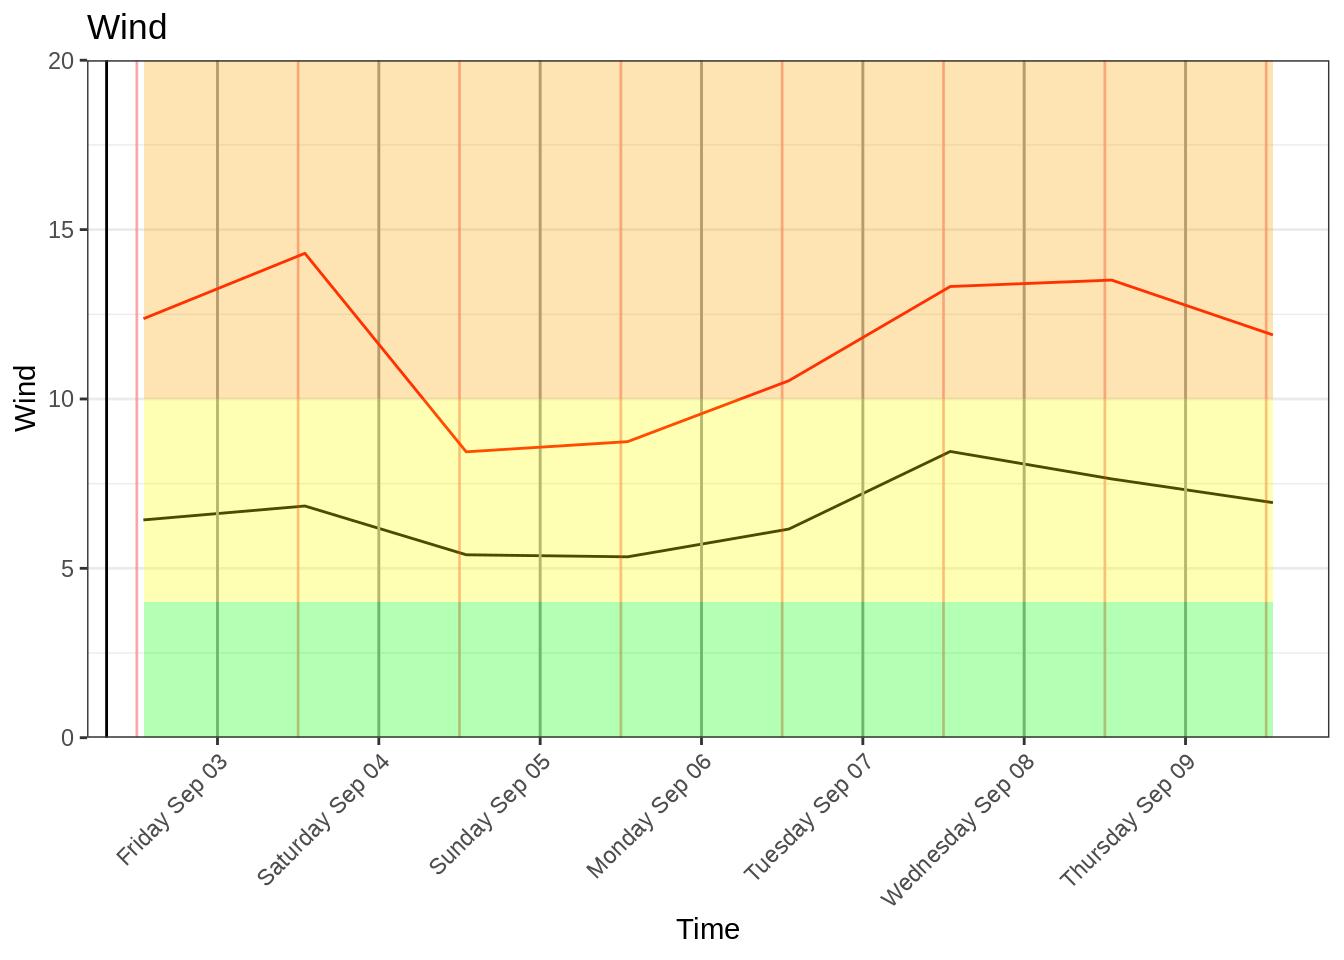 Wind
20
15
10
5
0
Wind
Friday Sep 03
Saturday Sep 04
Sunday Sep 05
Monday Sep 06
Tuesday Sep 07
Wednesday Sep 08
Thursday Sep 09
Time